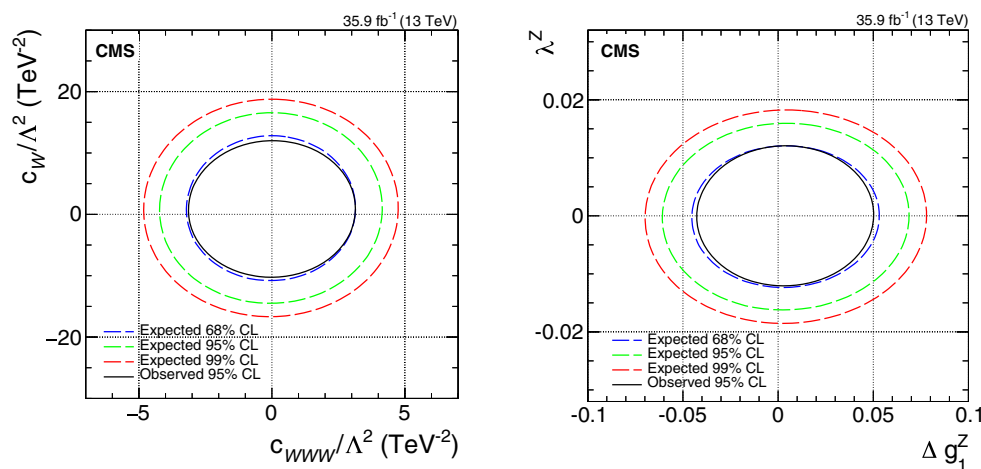 35.9 fb⁻¹ (13 TeV)
CMS
c_W/Λ² (TeV⁻²)
20
0
−20
Expected 68% CL
Expected 95% CL
Expected 99% CL
Observed 95% CL
−5
0
5
c_WWW/Λ² (TeV⁻²)
35.9 fb⁻¹ (13 TeV)
CMS
λ^Z
0.02
0
-0.02
Expected 68% CL
Expected 95% CL
Expected 99% CL
Observed 95% CL
-0.1
-0.05
0
0.05
0.1
Δ g₁^Z